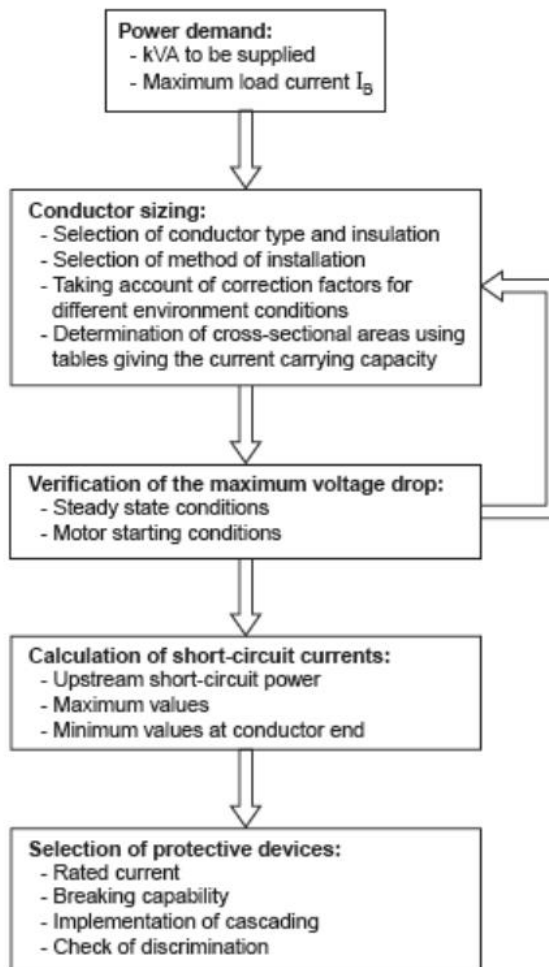 Power demand:
- kVA to be supplied
- Maximum load current I_B
Conductor sizing:
- Selection of conductor type and insulation
- Selection of method of installation
- Taking account of correction factors for
different environment conditions
- Determination of cross-sectional areas using
tables giving the current carrying capacity
Verification of the maximum voltage drop:
- Steady state conditions
- Motor starting conditions
Calculation of short-circuit currents:
- Upstream short-circuit power
- Maximum values
- Minimum values at conductor end
Selection of protective devices:
- Rated current
- Breaking capability
- Implementation of cascading
- Check of discrimination